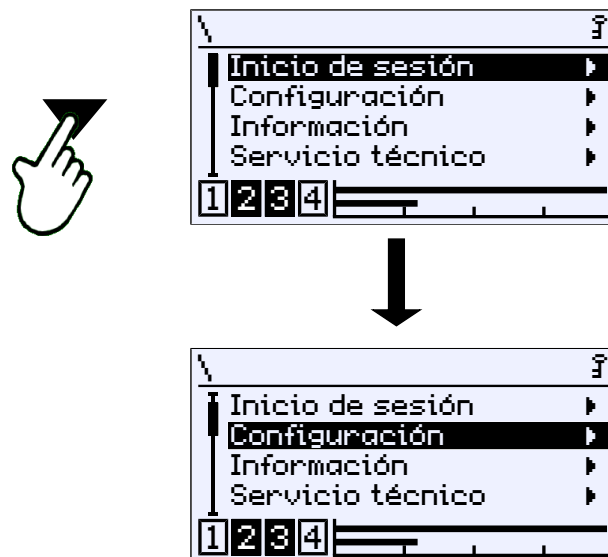 Inicio de sesión
Configuración
Información
Servicio técnico
1 2 3 4
Inicio de sesión
Configuración
Información
Servicio técnico
1 2 3 4